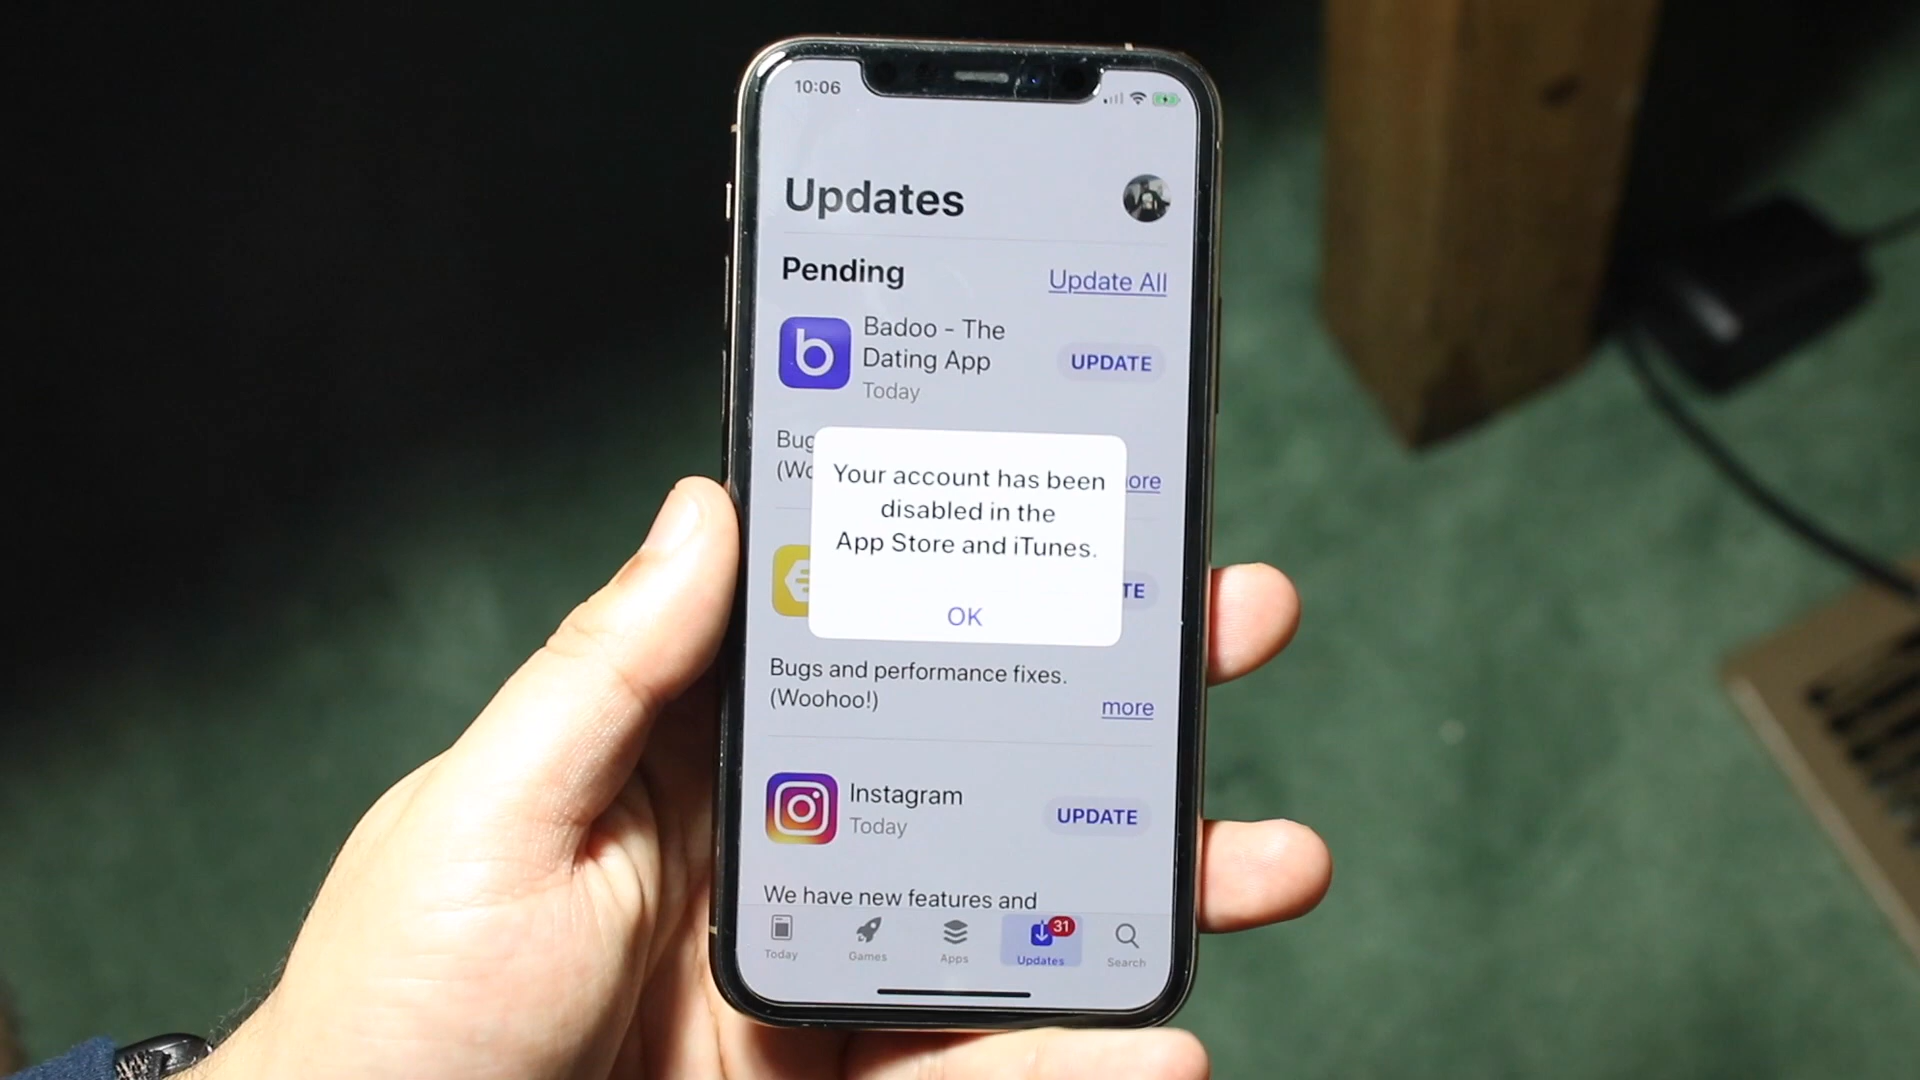 10:06
Updates
Pending
Update All
Badoo - The
Dating App
Today
UPDATE
(Wo
Your account has been
disabled in the
App Store and iTunes.
OK
Bugs and performance fixes.
(Woohoo!)
more
Instagram
Today
UPDATE
We have new features and
Today
Games
Apps
31
Updates
Search